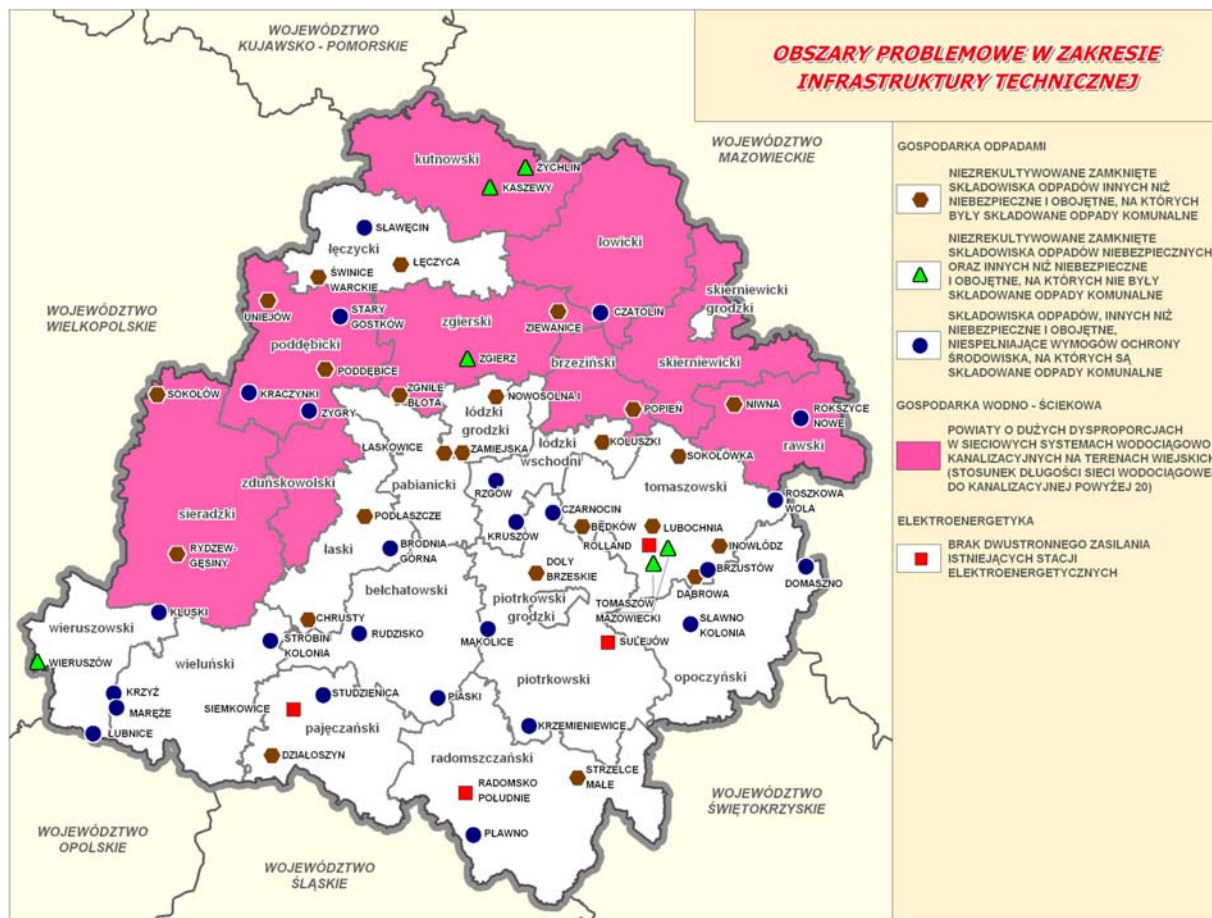 WOJEWÓDZTWO
KUJAWSKO - POMORSKIE
OBSZARY PROBLEMOWE W ZAKRESIE
INFRASTRUKTURY TECHNICZNEJ
WOJEWÓDZTWO
MAZOWIECKIE
WOJEWÓDZTWO
WIELKOPOLSKIE
kutnowski
ŻYCHLIN
KASZEWY
SŁAWĘCIN
łęczycki
ŁĘCZYCA
ŚWINICE
WARCKIE
łowicki
skierniewicki
grodzki
UNIEJÓW
STARY
GOSTKÓW
zgierski
ZIEWANICE
CZATOLIN
poddębicki
PODDĘBICE
ZGIERZ
brzeziński
skierniewicki
SOKOŁÓW
KRACZYNKI
ZYGRY
ZGNIŁE
BŁOTA
NOWOSOLNA I
POPIEŃ
NIWNA
ROKSZYCE
NOWE
rawski
łódzki
grodzki
LASKOWICE
ZAMIEJSKA
łódzki
wschodni
KOLUSZKI
SOKOŁÓWKA
zduńskowolski
pabianicki
RZGÓW
tomaszowski
ROSZKOWA
WOLA
sieradzki
PODŁASZCZE
KRUSZÓW
CZARNOCIN
BĘDKÓW
LUBOCHNIA
ROLLAND
INOWŁÓDZ
RYDZEW-
GĘSINY
łaski
BRODNIA
GÓRNA
DOŁY
BRZESKIE
BRZUSTÓW
DĄBROWA
DOMASZNO
bełchatowski
piotrkowski
grodzki
TOMASZÓW
MAZOWIECKI
KLUSKI
CHRUSTY
wieruszowski
STROBIN
KOLONIA
RUDZISKO
MĄKOLICE
SULEJÓW
SŁAWNO
KOLONIA
WIERUSZÓW
wieluński
opoczyński
piotrkowski
KRZYŻ
MARĘŻE
SIEMKOWICE
STUDZIENICA
PIASKI
ŁUBNICE
pajęczański
KRZEMIENIEWICE
DZIAŁOSZYN
radomszczański
STRZELCE
MAŁE
RADOMSKO
POŁUDNIE
PŁAWNO
WOJEWÓDZTWO
ŚWIĘTOKRZYSKIE
WOJEWÓDZTWO
OPOLSKIE
WOJEWÓDZTWO
ŚLĄSKIE
GOSPODARKA ODPADAMI
NIEZREKULTYWOWANE ZAMKNIĘTE
SKŁADOWISKA ODPADÓW INNYCH NIŻ
NIEBEZPIECZNE I OBOJĘTNE, NA KTÓRYCH
BYŁY SKŁADOWANE ODPADY KOMUNALNE
NIEZREKULTYWOWANE ZAMKNIĘTE
SKŁADOWISKA ODPADÓW NIEBEZPIECZNYCH
ORAZ INNYCH NIŻ NIEBEZPIECZNE
I OBOJĘTNE, NA KTÓRYCH NIE BYŁY
SKŁADOWANE ODPADY KOMUNALNE
SKŁADOWISKA ODPADÓW, INNYCH NIŻ
NIEBEZPIECZNE I OBOJĘTNE,
NIESPEŁNIAJĄCE WYMOGÓW OCHRONY
ŚRODOWISKA, NA KTÓRYCH SĄ
SKŁADOWANE ODPADY KOMUNALNE
GOSPODARKA WODNO - ŚCIEKOWA
POWIATY O DUŻYCH DYSPROPORCJACH
W SIECIOWYCH SYSTEMACH WODOCIĄGOWO
KANALIZACYJNYCH NA TERENACH WIEJSKICH
(STOSUNEK DŁUGOŚCI SIECI WODOCIĄGOWEJ
DO KANALIZACYJNEJ POWYŻEJ 20)
ELEKTROENERGETYKA
BRAK DWUSTRONNEGO ZASILANIA
ISTNIEJĄCYCH STACJI
ELEKTROENERGETYCZNYCH